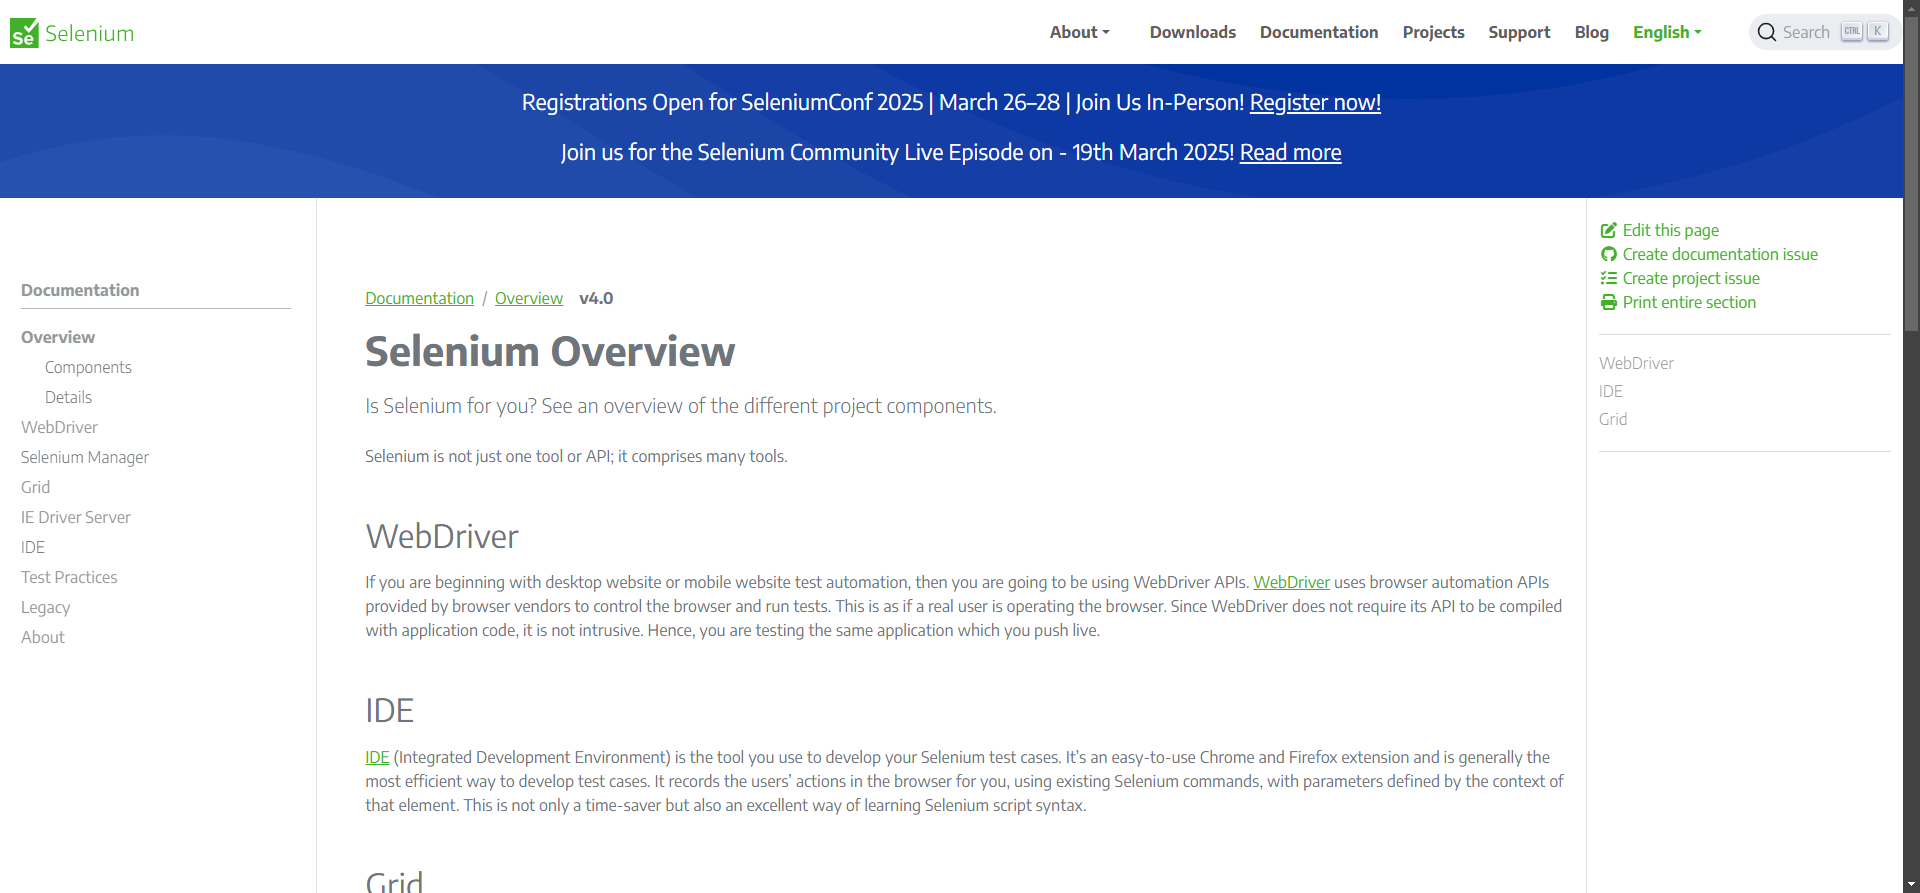 Se Selenium
About
Downloads
Documentation
Projects
Support
Blog
English
Search CTRL K
Registrations Open for SeleniumConf 2025 | March 26–28 | Join Us In-Person! Register now!
Join us for the Selenium Community Live Episode on - 19th March 2025! Read more
Documentation
Overview
Components
Details
WebDriver
Selenium Manager
Grid
IE Driver Server
IDE
Test Practices
Legacy
About
Documentation / Overview v4.0
Selenium Overview
Is Selenium for you? See an overview of the different project components.
Selenium is not just one tool or API; it comprises many tools.
WebDriver
If you are beginning with desktop website or mobile website test automation, then you are going to be using WebDriver APIs. WebDriver uses browser automation APIs
provided by browser vendors to control the browser and run tests. This is as if a real user is operating the browser. Since WebDriver does not require its API to be compiled
with application code, it is not intrusive. Hence, you are testing the same application which you push live.
IDE
IDE (Integrated Development Environment) is the tool you use to develop your Selenium test cases. It’s an easy-to-use Chrome and Firefox extension and is generally the
most efficient way to develop test cases. It records the users’ actions in the browser for you, using existing Selenium commands, with parameters defined by the context of
that element. This is not only a time-saver but also an excellent way of learning Selenium script syntax.
Grid
Edit this page
Create documentation issue
Create project issue
Print entire section
WebDriver
IDE
Grid